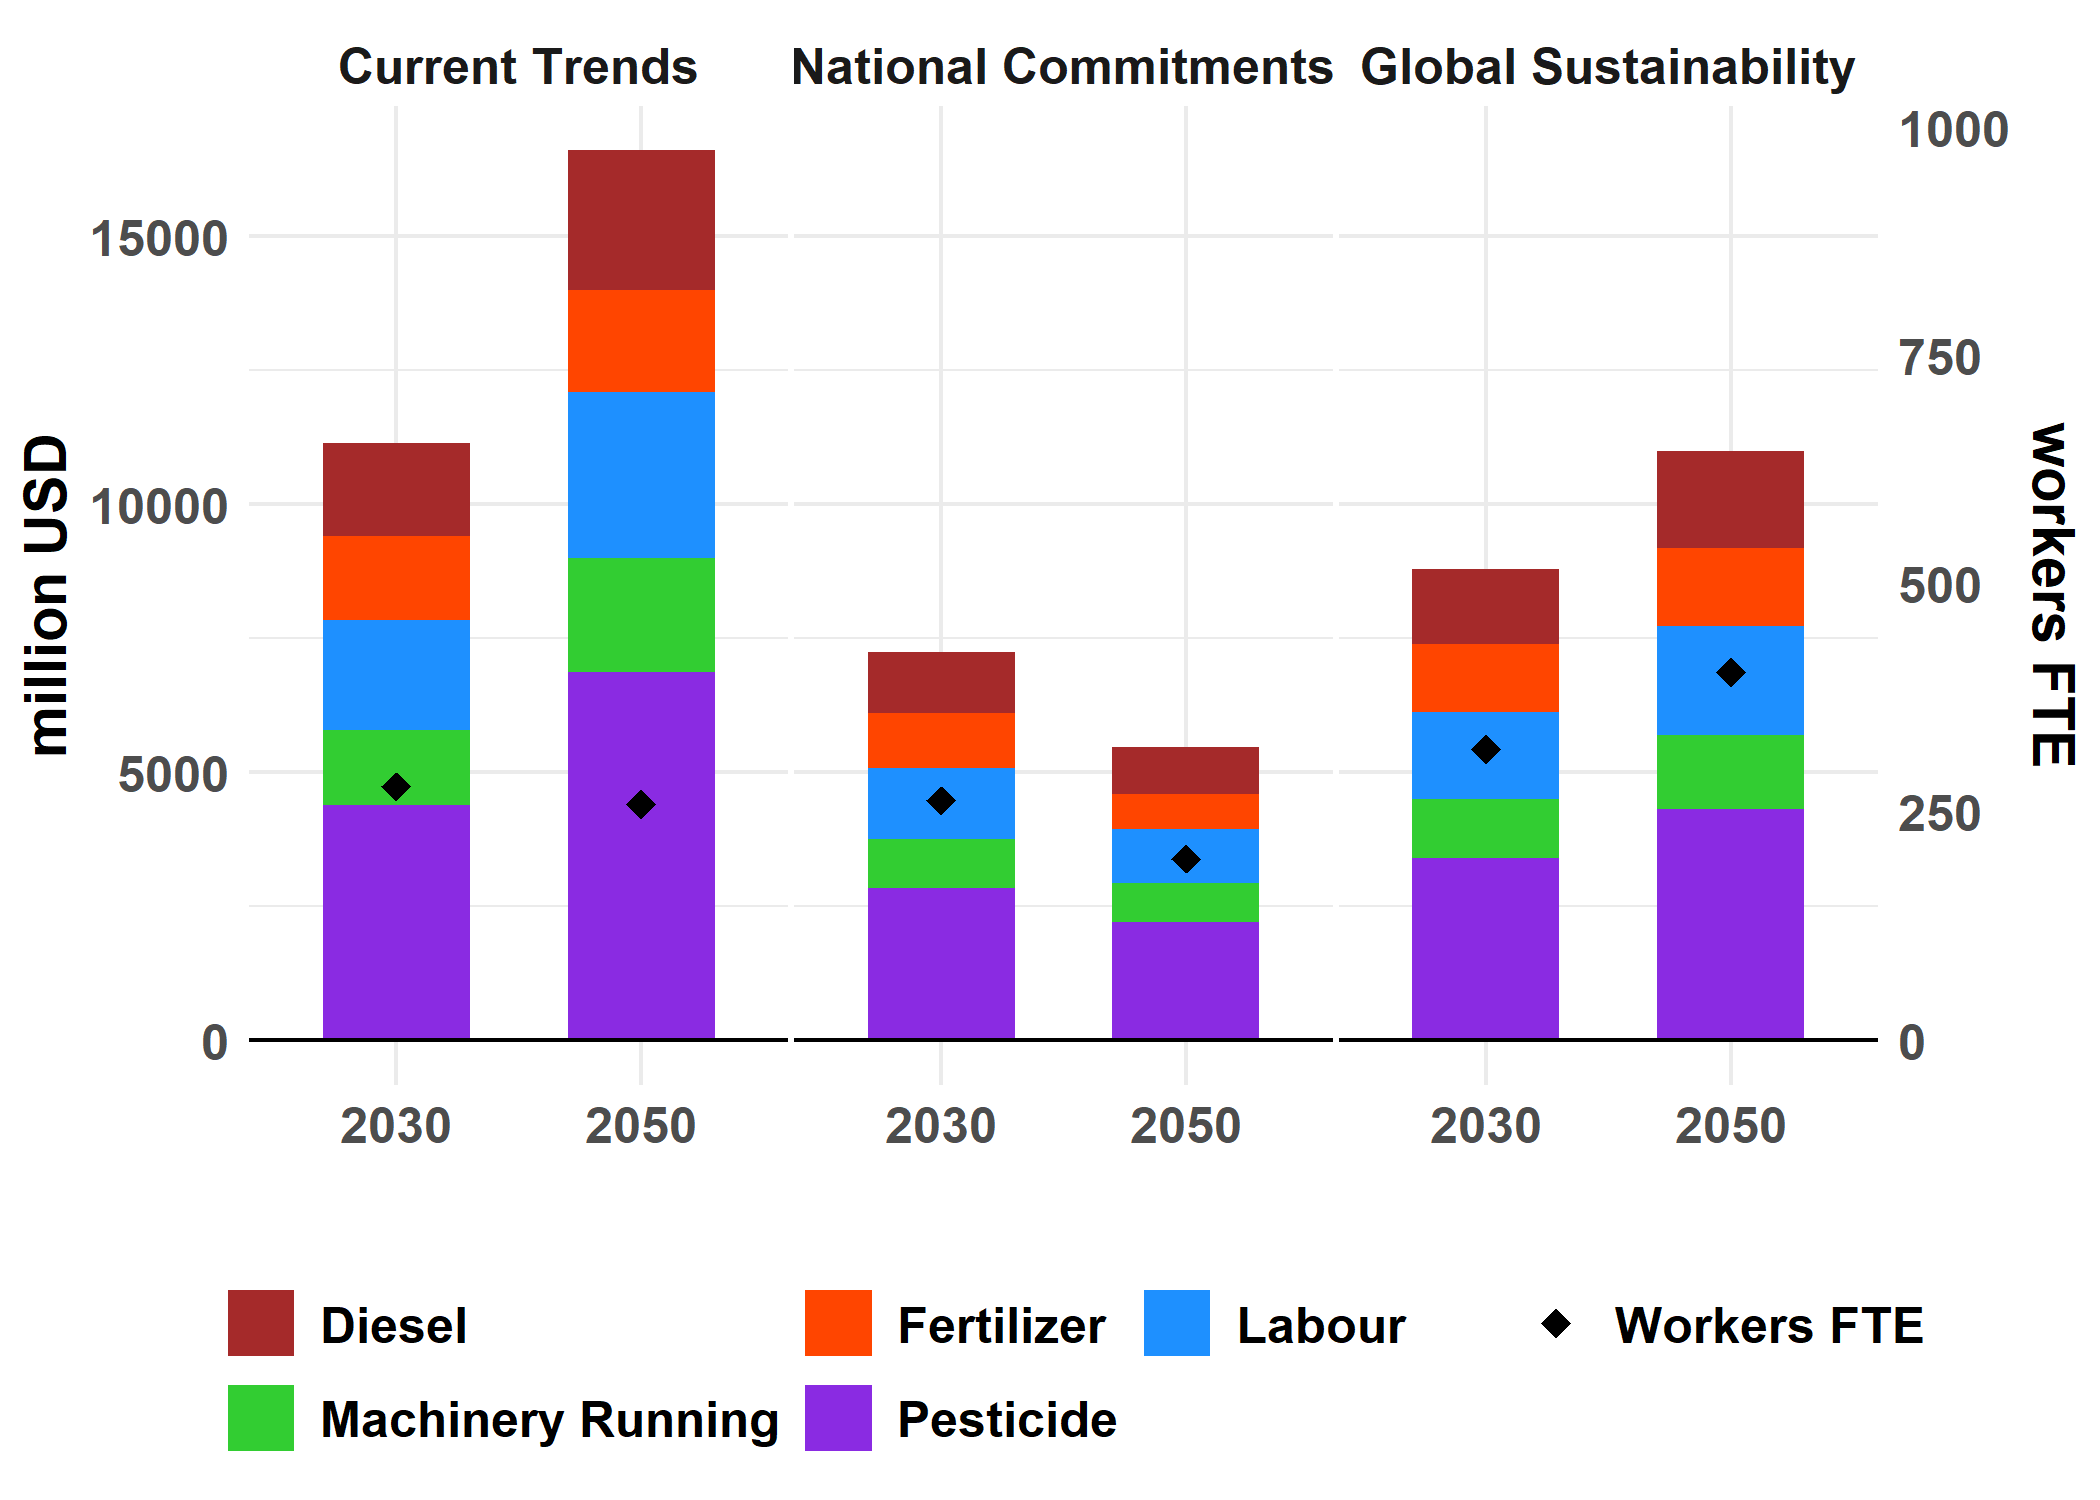 Current Trends National Commitments Global Sustainability
1000
15000
750
10000
500
5000
250
0 0
million USD
workers FTE
2030 2050 2030 2050 2030 2050
Diesel Fertilizer Labour Workers FTE
Machinery Running Pesticide